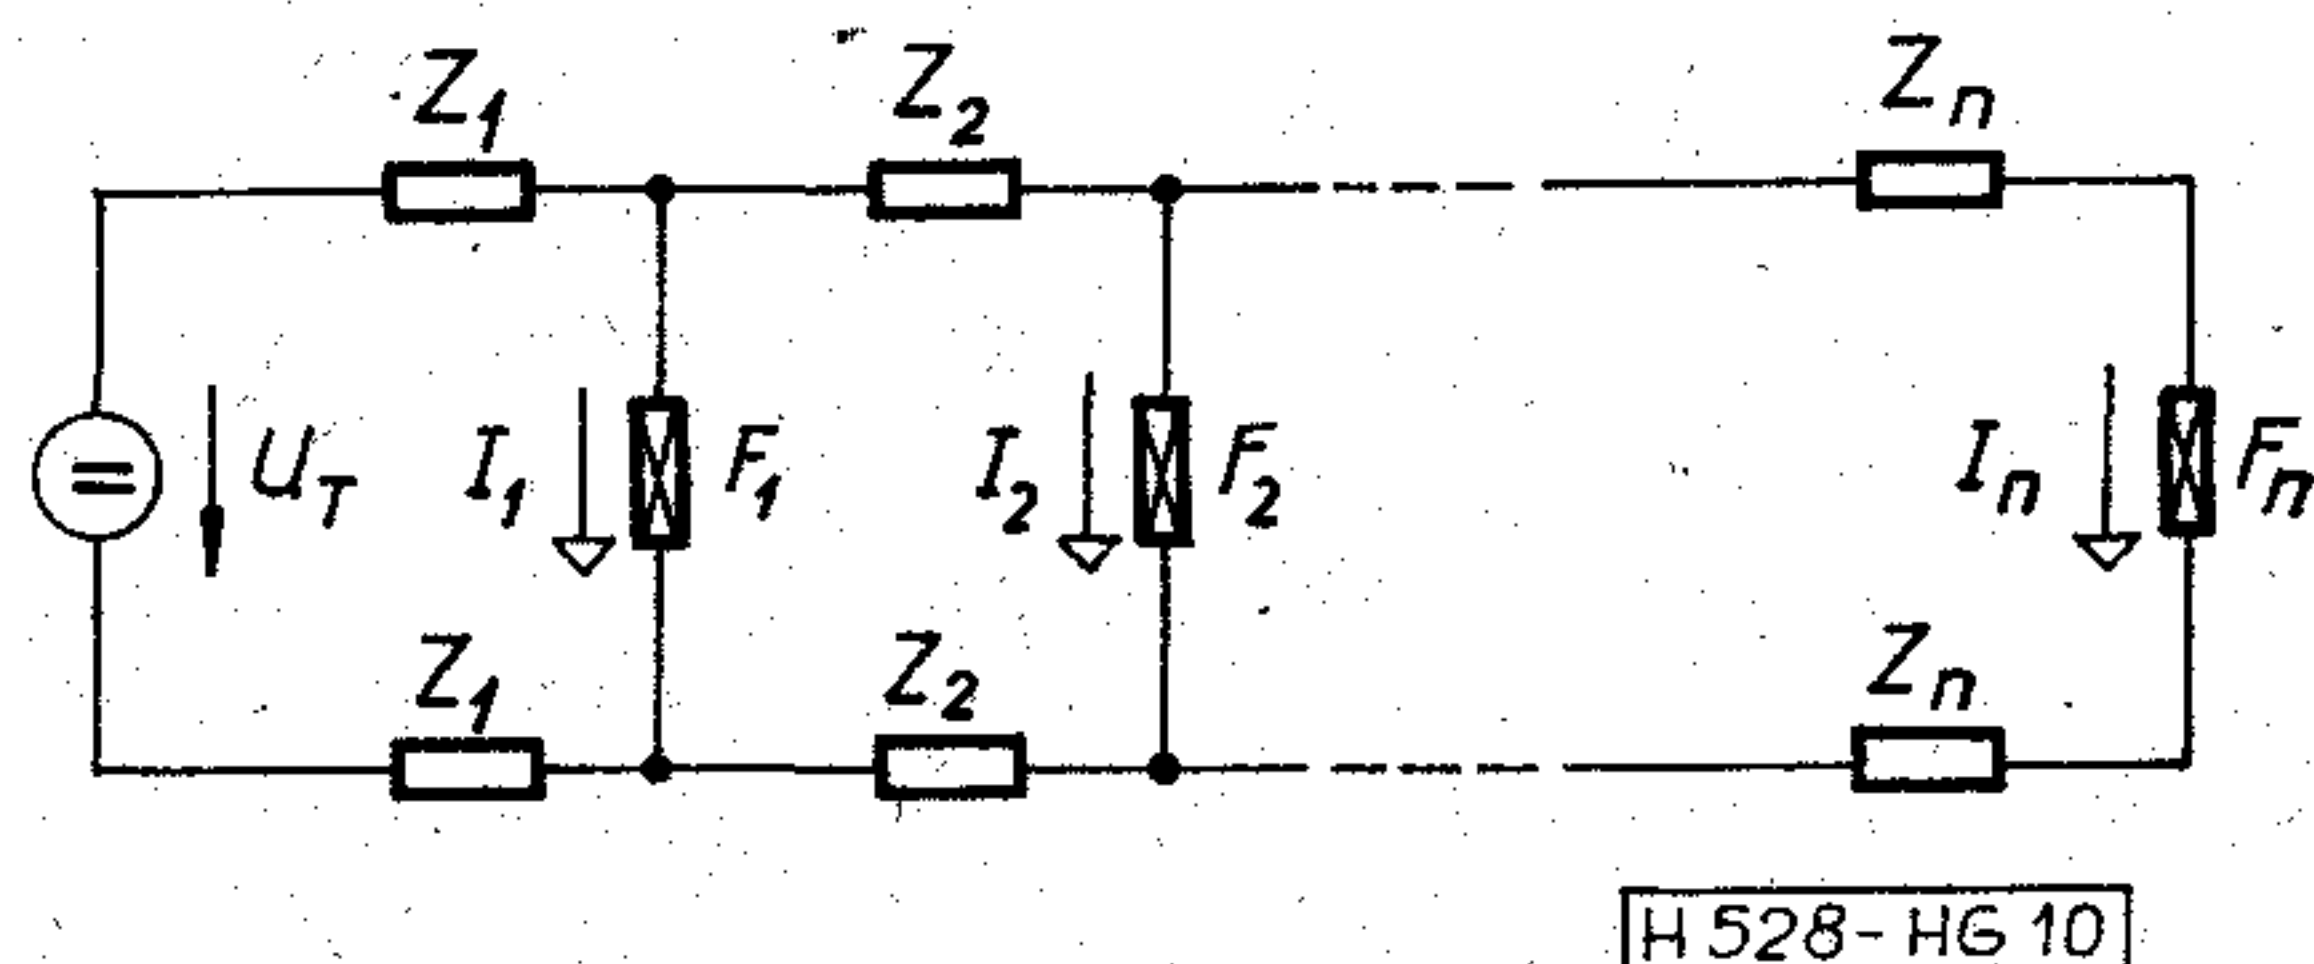 Z1 Z2 Zn
= UT I1 F1 I2 F2 In Fn
Z1 Z2 Zn
H 528 - HG 10